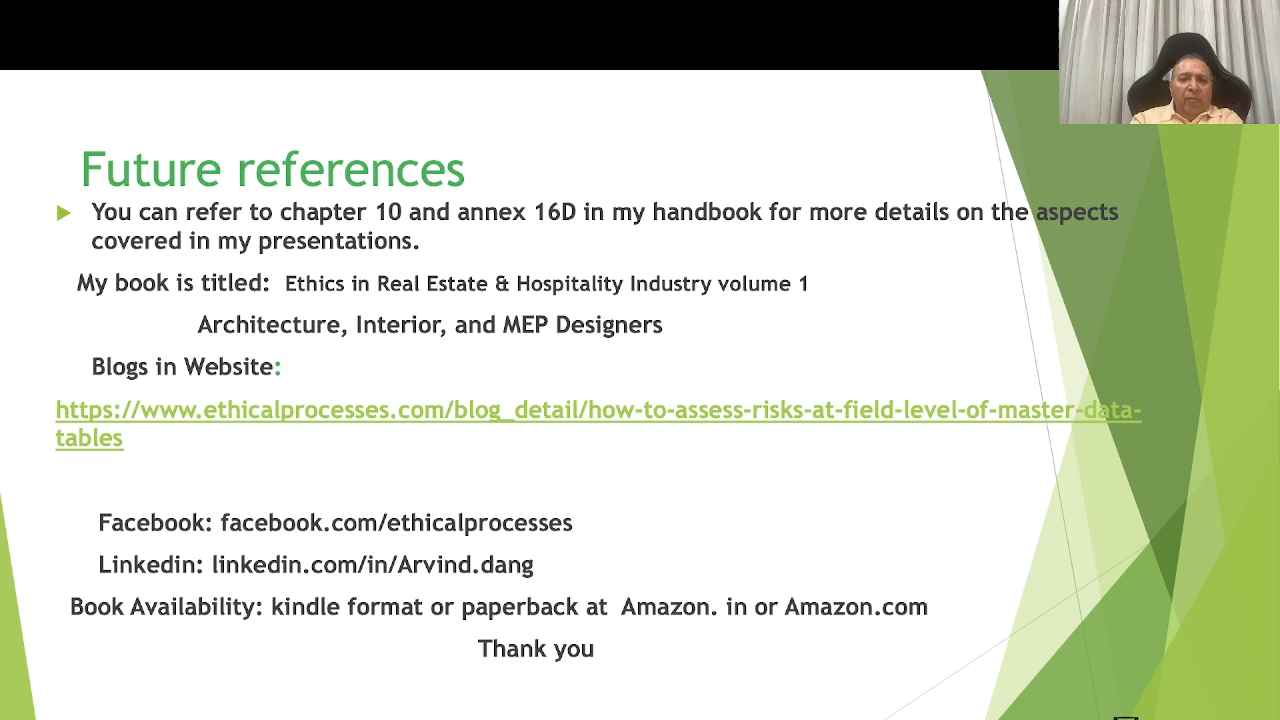 Future references
You can refer to chapter 10 and annex 16D in my handbook for more details on the aspects
covered in my presentations.
My book is titled: Ethics in Real Estate & Hospitality Industry volume 1
Architecture, Interior, and MEP Designers
Blogs in Website:
https://www.ethicalprocesses.com/blog_detail/how-to-assess-risks-at-field-level-of-master-data-
tables
Facebook: facebook.com/ethicalprocesses
Linkedin: linkedin.com/in/Arvind.dang
Book Availability: kindle format or paperback at Amazon. in or Amazon.com
Thank you